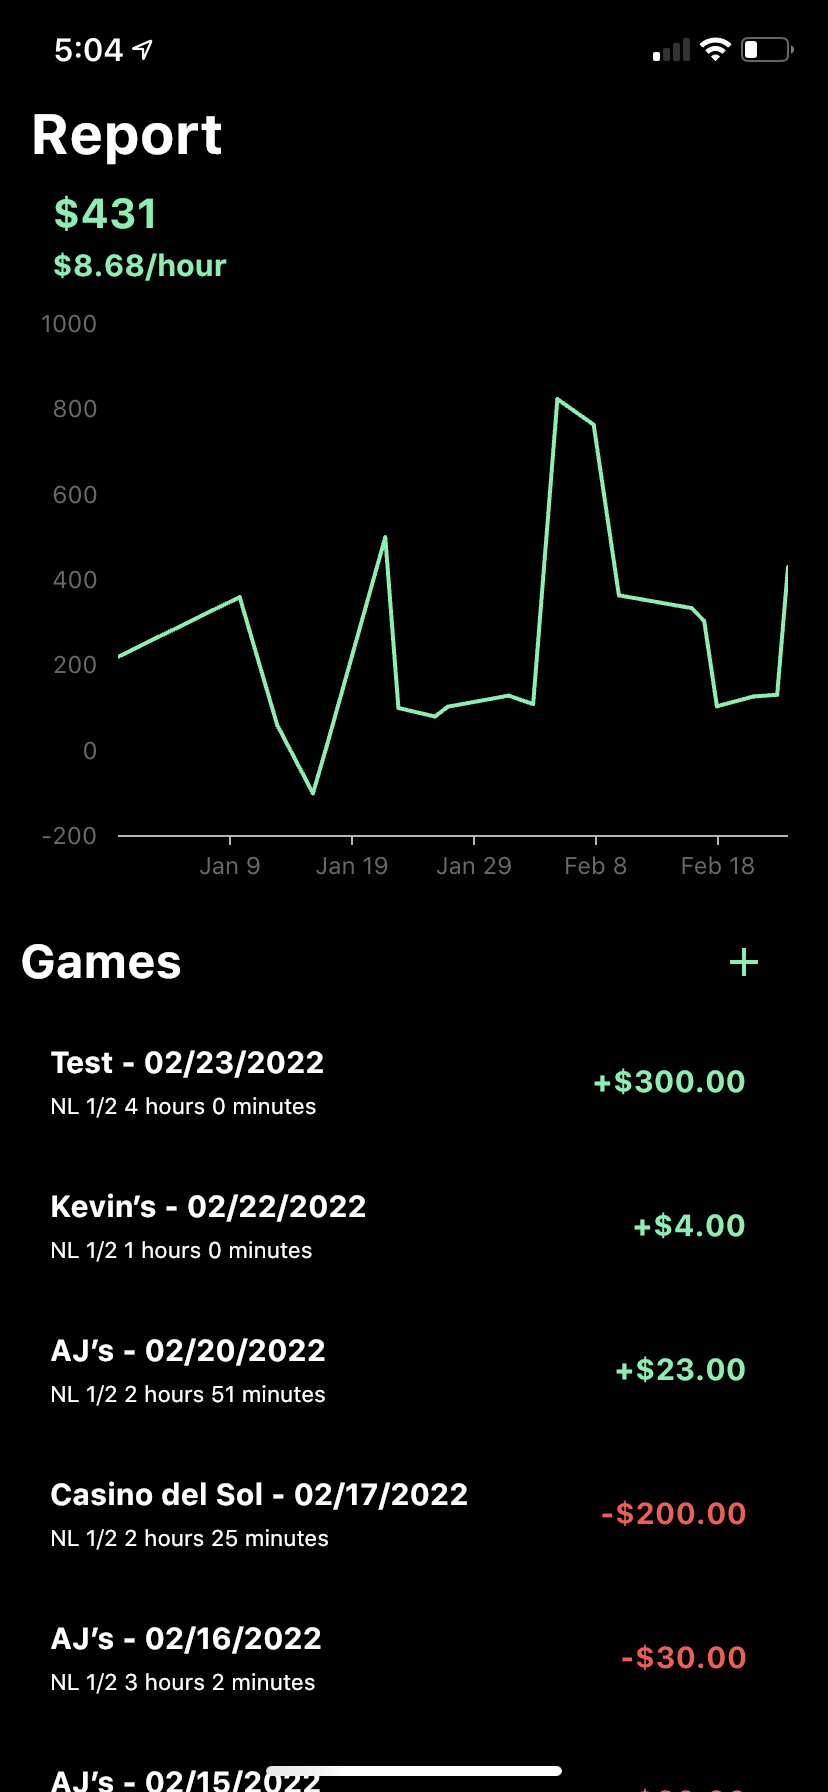 5:04
Report
$431
$8.68/hour
1000
800
600
400
200
0
-200
Jan 9 Jan 19 Jan 29 Feb 8 Feb 18
Games +
Test - 02/23/2022
NL 1/2 4 hours 0 minutes
+$300.00
Kevin’s - 02/22/2022
NL 1/2 1 hours 0 minutes
+$4.00
AJ’s - 02/20/2022
NL 1/2 2 hours 51 minutes
+$23.00
Casino del Sol - 02/17/2022
NL 1/2 2 hours 25 minutes
-$200.00
AJ’s - 02/16/2022
NL 1/2 3 hours 2 minutes
-$30.00
AJ’s - 02/15/2022